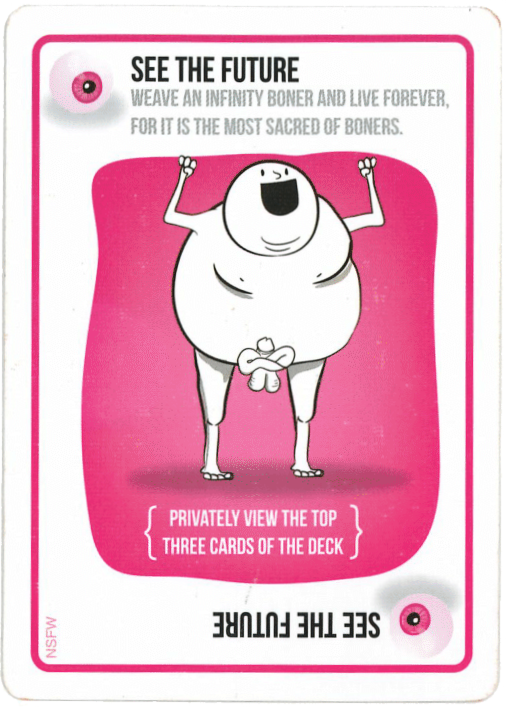 SEE THE FUTURE
WEAVE AN INFINITY BONER AND LIVE FOREVER,
FOR IT IS THE MOST SACRED OF BONERS.
PRIVATELY VIEW THE TOP
THREE CARDS OF THE DECK
SEE THE FUTURE
NSFW